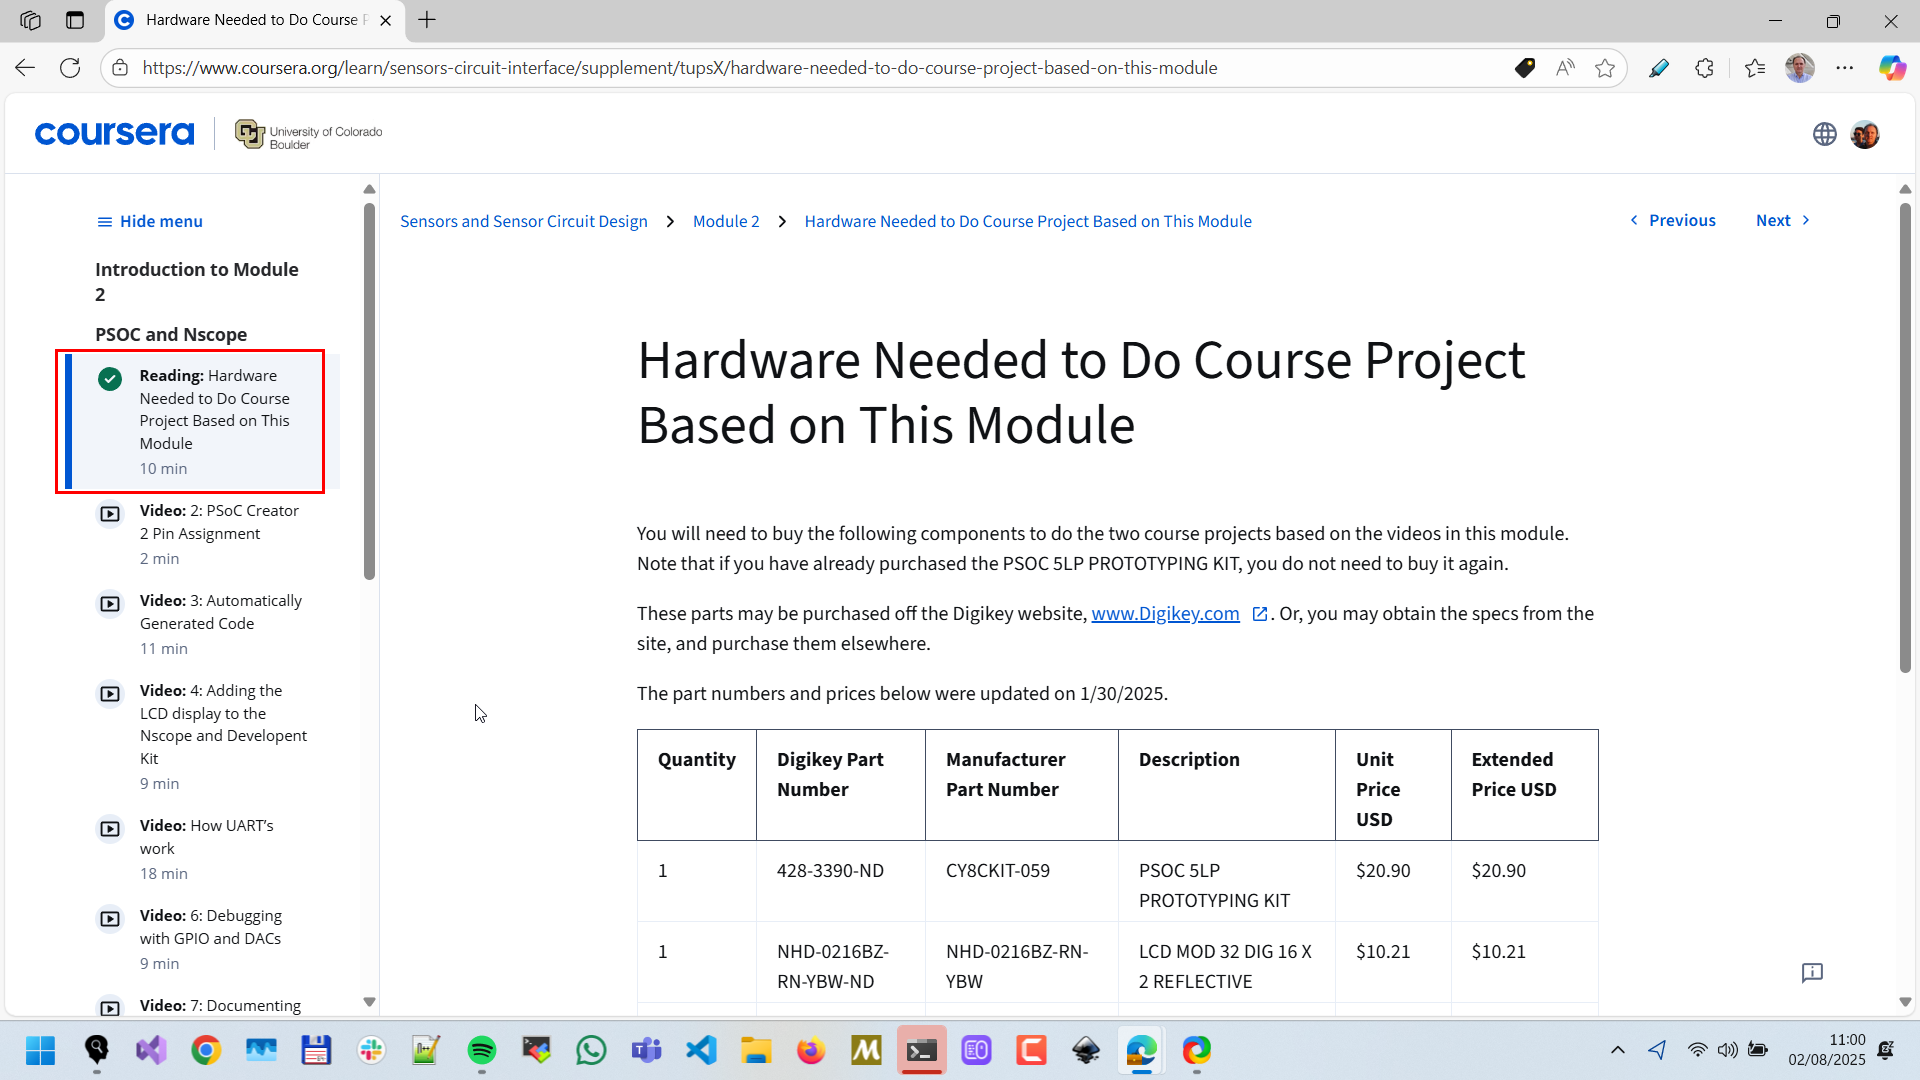 Hardware Needed to Do Course P
https://www.coursera.org/learn/sensors-circuit-interface/supplement/tupsX/hardware-needed-to-do-course-project-based-on-this-module
coursera
University of Colorado
Boulder
Hide menu
Introduction to Module
2
PSOC and Nscope
Reading: Hardware
Needed to Do Course
Project Based on This
Module
10 min
Video: 2: PSoC Creator
2 Pin Assignment
2 min
Video: 3: Automatically
Generated Code
11 min
Video: 4: Adding the
LCD display to the
Nscope and Developent
Kit
9 min
Video: How UART’s
work
18 min
Video: 6: Debugging
with GPIO and DACs
9 min
Video: 7: Documenting
Sensors and Sensor Circuit Design > Module 2 > Hardware Needed to Do Course Project Based on This Module
Previous
Next
Hardware Needed to Do Course Project
Based on This Module
You will need to buy the following components to do the two course projects based on the videos in this module.
Note that if you have already purchased the PSOC 5LP PROTOTYPING KIT, you do not need to buy it again.
These parts may be purchased off the Digikey website, www.Digikey.com . Or, you may obtain the specs from the
site, and purchase them elsewhere.
The part numbers and prices below were updated on 1/30/2025.
Quantity
Digikey Part
Number
Manufacturer
Part Number
Description
Unit
Price
USD
Extended
Price USD
1
428-3390-ND
CY8CKIT-059
PSOC 5LP
PROTOTYPING KIT
$20.90
$20.90
1
NHD-0216BZ-
RN-YBW-ND
NHD-0216BZ-RN-
YBW
LCD MOD 32 DIG 16 X
2 REFLECTIVE
$10.21
$10.21
11:00
02/08/2025